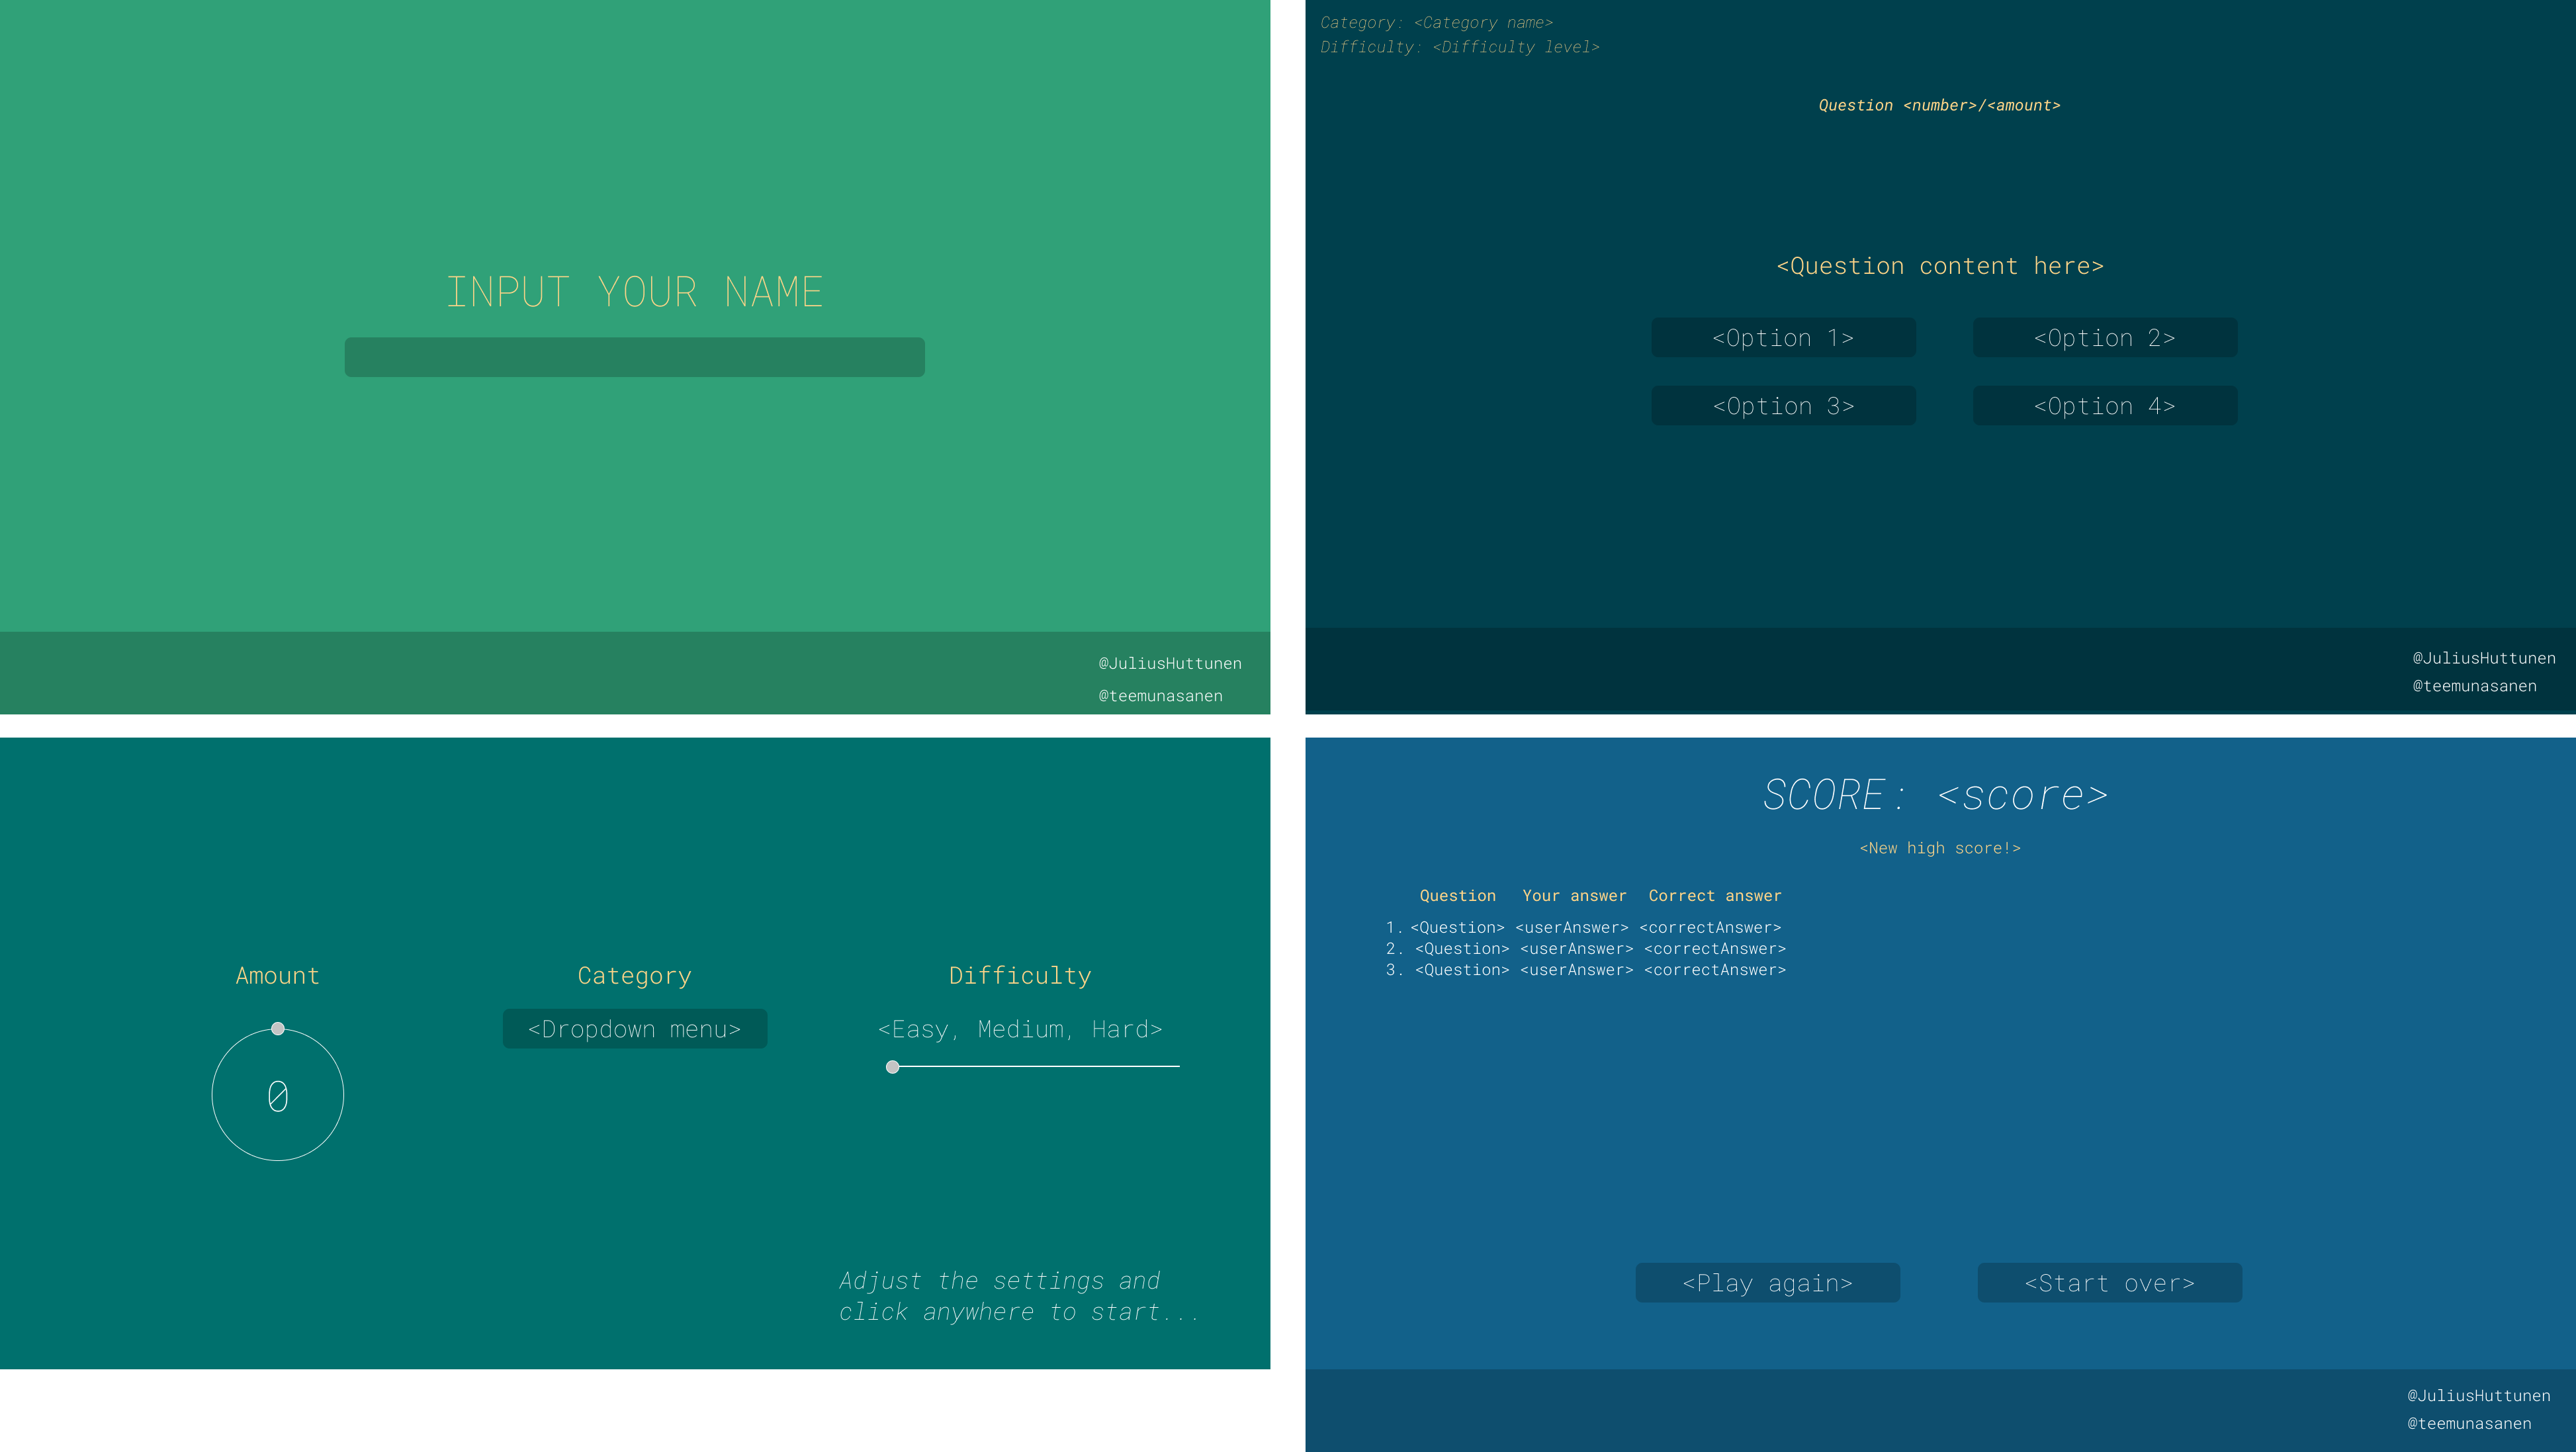 INPUT YOUR NAME
@JuliusHuttunen
@teemunasanen
Category: <Category name>
Difficulty: <Difficulty level>
Question <number>/<amount>
<Question content here>
<Option 1> <Option 2>
<Option 3> <Option 4>
@JuliusHuttunen
@teemunasanen
Amount Category Difficulty
<Dropdown menu> <Easy, Medium, Hard>
0
Adjust the settings and
click anywhere to start...
SCORE: <score>
<New high score!>
Question Your answer Correct answer
1. <Question> <userAnswer> <correctAnswer>
2. <Question> <userAnswer> <correctAnswer>
3. <Question> <userAnswer> <correctAnswer>
<Play again> <Start over>
@JuliusHuttunen
@teemunasanen